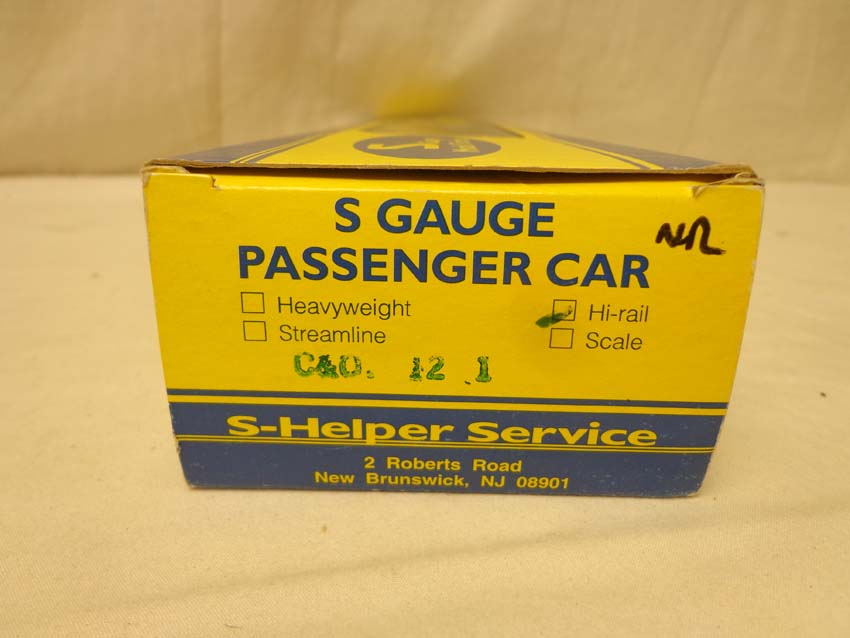 S GAUGE
PASSENGER CAR
Heavyweight
Hi-rail
Streamline
Scale
C&O. 12 1
S-Helper Service
2 Roberts Road
New Brunswick, NJ 08901